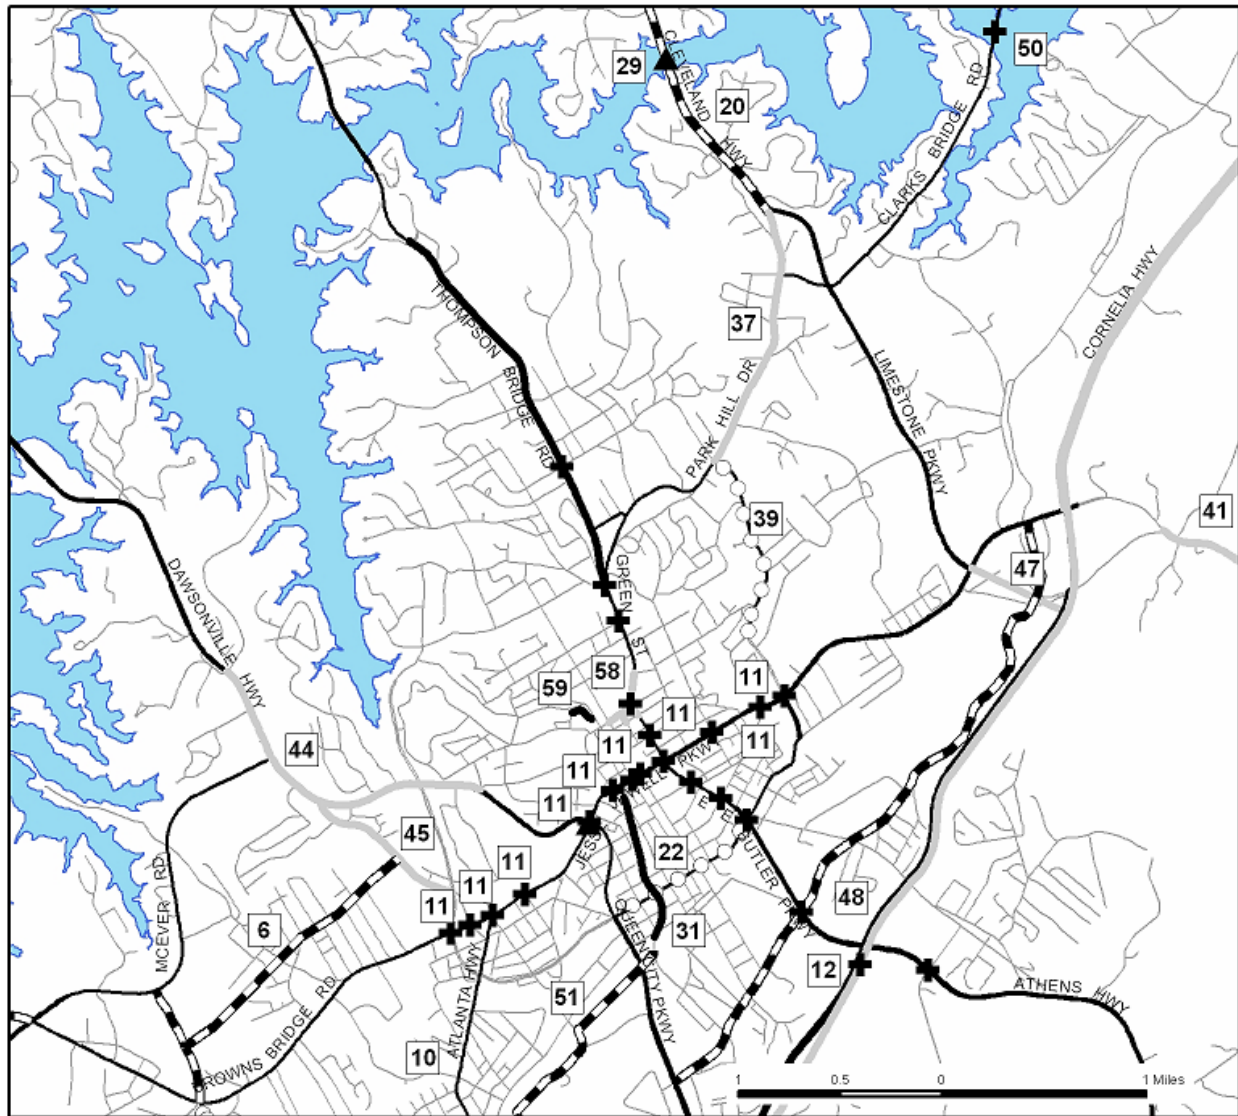 50
29
CLEVELAND HWY
20
CLARKS BRIDGE RD
CORNELIA HWY
THOMPSON BRIDGE RD
37
LIMESTONE PKWY
PARK HILL DR
39
41
47
GREEN ST
DAWSONVILLE HWY
58
59
11
11
11
11
44
11
PKWY
11
JESS
E E BUTLER PKWY
45
22
11
11
11
48
MCEVER RD
6
QUEEN CITY PKWY
31
12
ATLANTA HWY
51
ATHENS HWY
BROWNS BRIDGE RD
10
1 0.5 0 1 Miles